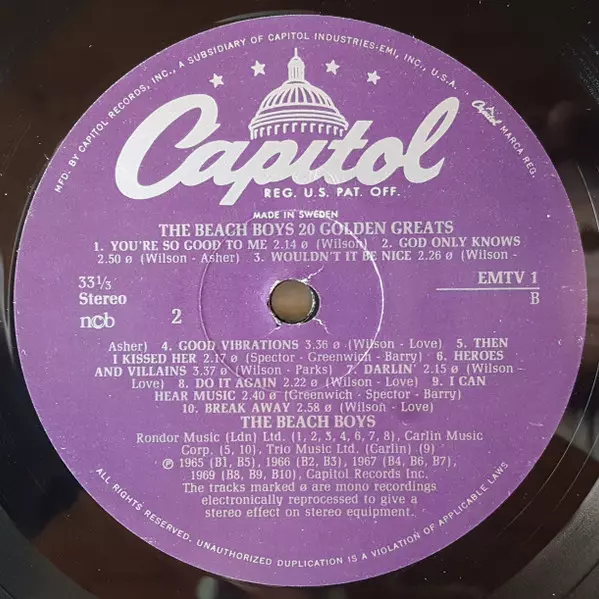 MFD. BY CAPITOL RECORDS, INC., A SUBSIDIARY OF CAPITOL INDUSTRIES-EMI, INC., U.S.A.
Capitol MARCA REG.
Capitol
REG. U.S. PAT. OFF.
MADE IN SWEDEN
THE BEACH BOYS 20 GOLDEN GREATS
1. YOU'RE SO GOOD TO ME 2.14 ø (Wilson) 2. GOD ONLY KNOWS
2.50 ø (Wilson - Asher) 3. WOULDN'T IT BE NICE 2.26 ø (Wilson -
33⅓
Stereo
EMTV 1
B
ncb
2
Asher) 4. GOOD VIBRATIONS 3.36 ø (Wilson - Love) 5. THEN
I KISSED HER 2.17 ø (Spector - Greenwich - Barry) 6. HEROES
AND VILLAINS 3.37 ø (Wilson - Parks) 7. DARLIN' 2.15 ø (Wilson -
Love) 8. DO IT AGAIN 2.22 ø (Wilson - Love) 9. I CAN
HEAR MUSIC 2.40 ø (Greenwich - Spector - Barry)
10. BREAK AWAY 2.58 ø (Wilson - Love)
THE BEACH BOYS
Rondor Music (Ldn) Ltd. (1, 2, 3, 4, 6, 7, 8), Carlin Music
Corp. (5, 10), Trio Music Ltd. (Carlin) (9)
℗ 1965 (B1, B5), 1966 (B2, B3), 1967 (B4, B6, B7),
1969 (B8, B9, B10), Capitol Records Inc.
The tracks marked ø are mono recordings
electronically reprocessed to give a
stereo effect on stereo equipment.
ALL RIGHTS RESERVED. UNAUTHORIZED DUPLICATION IS A VIOLATION OF APPLICABLE LAWS